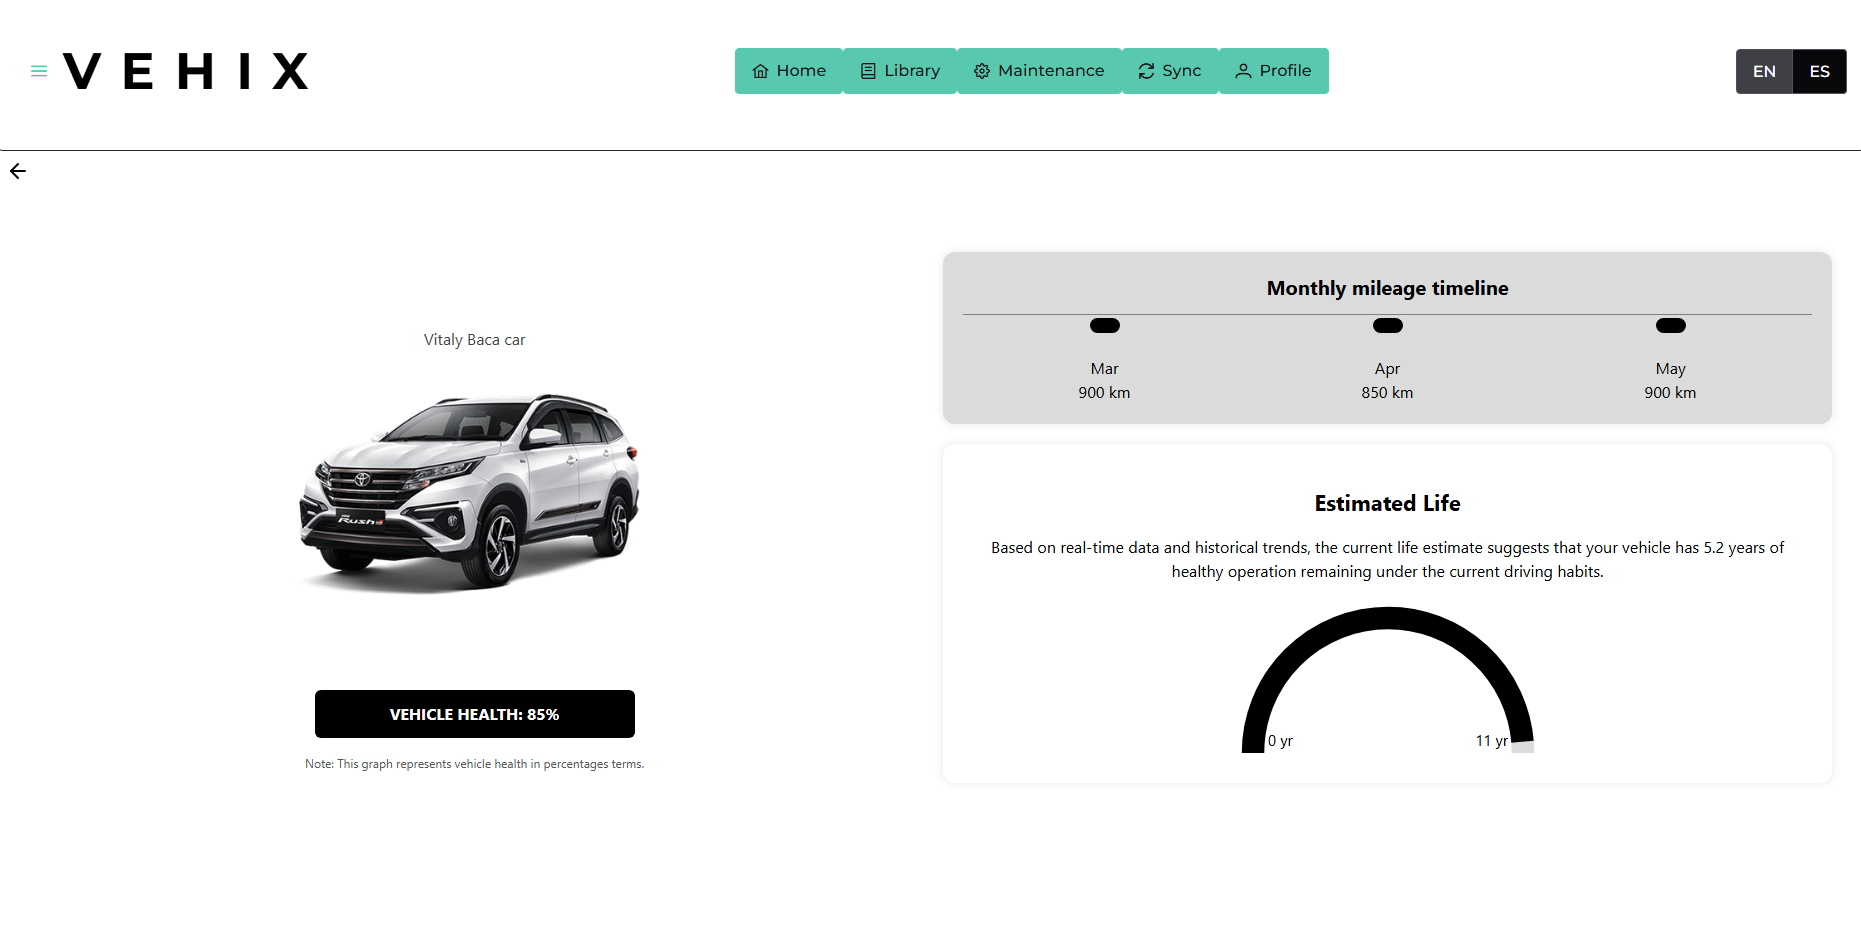 VEHIX
Home
Library
Maintenance
Sync
Profile
EN
ES
Vitaly Baca car
Rush
VEHICLE HEALTH: 85%
Note: This graph represents vehicle health in percentages terms.
Monthly mileage timeline
Mar
900 km
Apr
850 km
May
900 km
Estimated Life
Based on real-time data and historical trends, the current life estimate suggests that your vehicle has 5.2 years of
healthy operation remaining under the current driving habits.
0 yr
11 yr